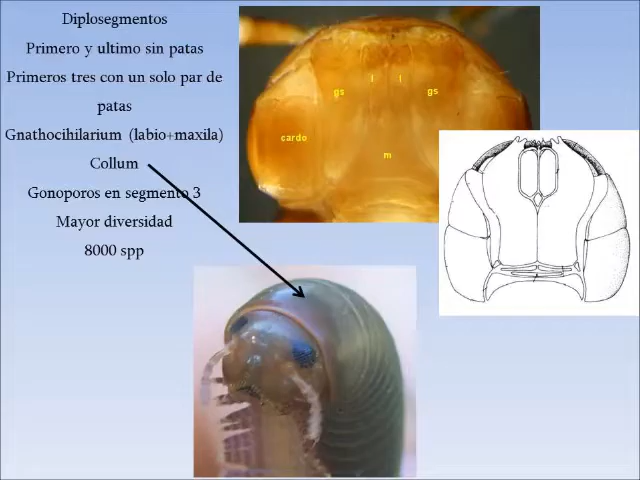 Diplosegmentos
Primero y ultimo sin patas
Primeros tres con un solo par de
patas
Gnathocihilarium (labio+maxila)
Collum
Gonoporos en segmento 3
Mayor diversidad
8000 spp
l l
gs gs
cardo
m